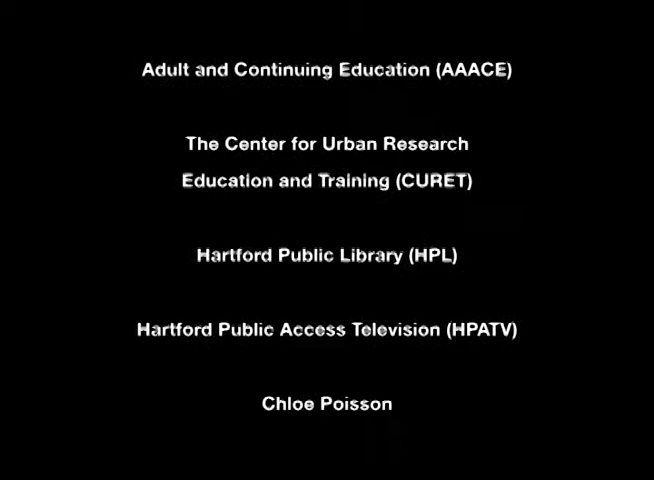 Adult and Continuing Education (AAACE)
The Center for Urban Research
Education and Training (CURET)
Hartford Public Library (HPL)
Hartford Public Access Television (HPATV)
Chloe Poisson